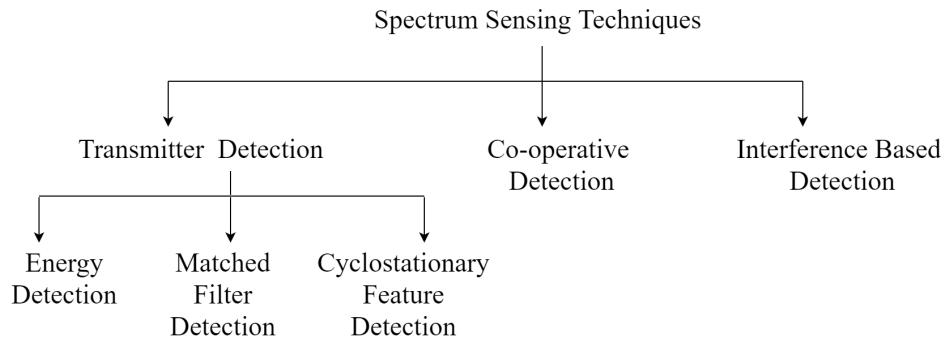 Spectrum Sensing Techniques
Transmitter Detection
Co-operative
Detection
Interference Based
Detection
Energy
Detection
Matched
Filter
Detection
Cyclostationary
Feature
Detection